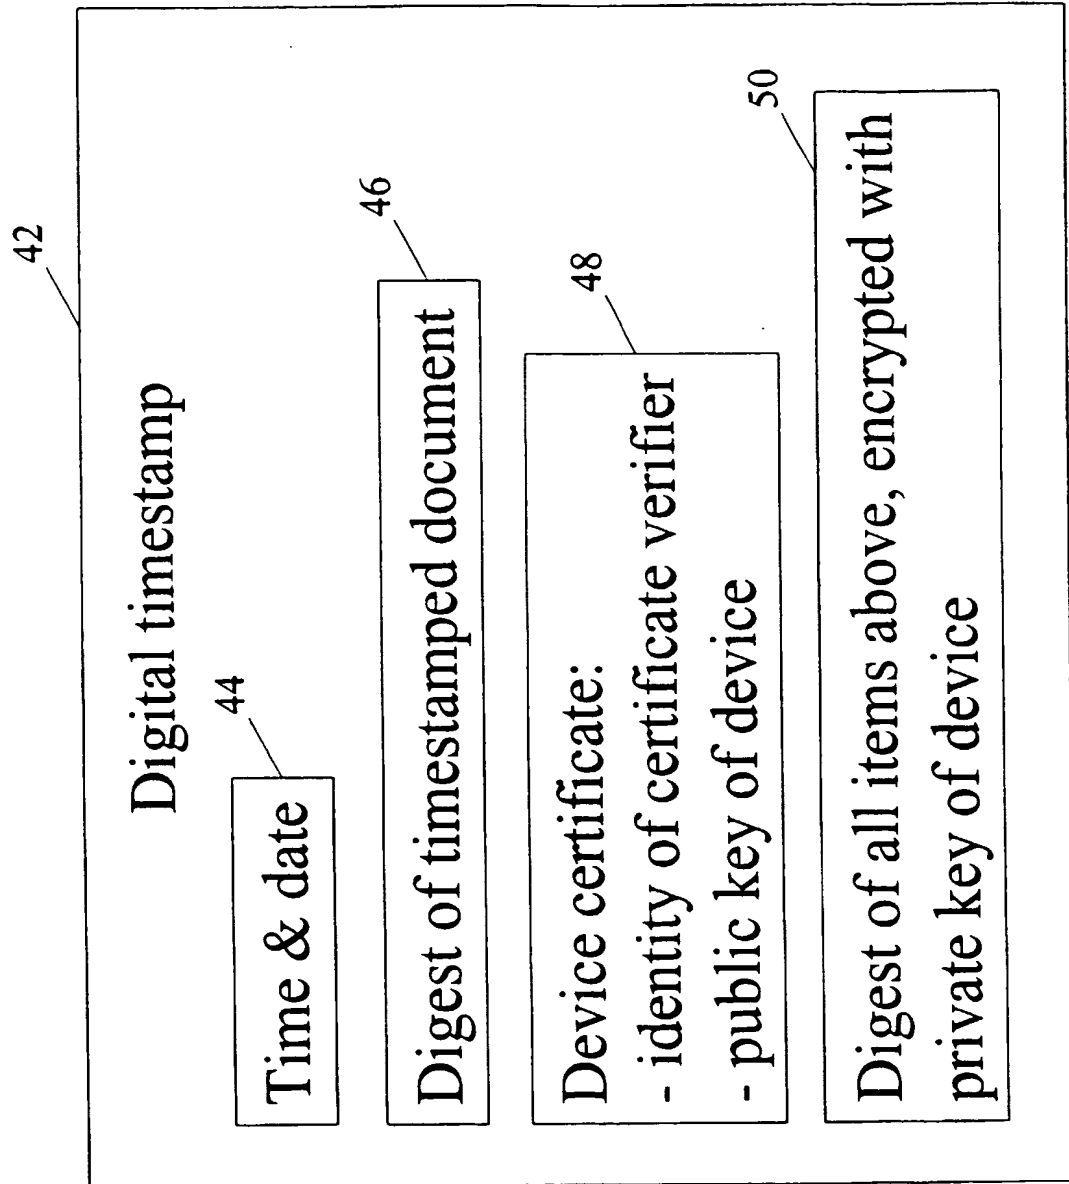 42
Digital timestamp
44
Time & date
46
Digest of timestamped document
48
Device certificate:
- identity of certificate verifier
- public key of device
50
Digest of all items above, encrypted with
private key of device